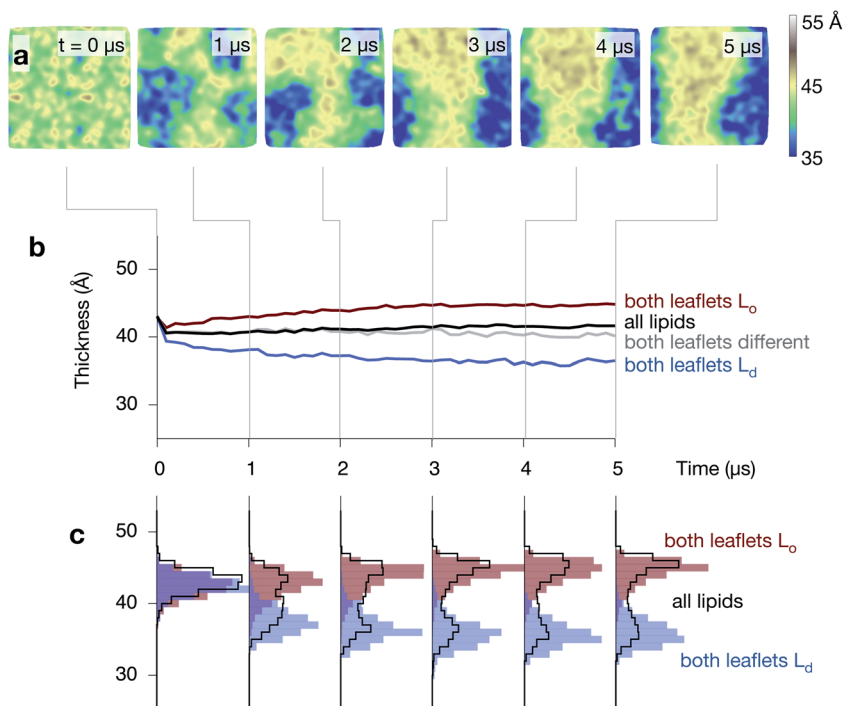 a
t = 0 μs
1 μs
2 μs
3 μs
4 μs
5 μs
55 Å
45
35
b
Thickness (Å)
50
40
30
both leaflets Lo
all lipids
both leaflets different
both leaflets Ld
0
1
2
3
4
5
Time (μs)
c
50
40
30
both leaflets Lo
all lipids
both leaflets Ld